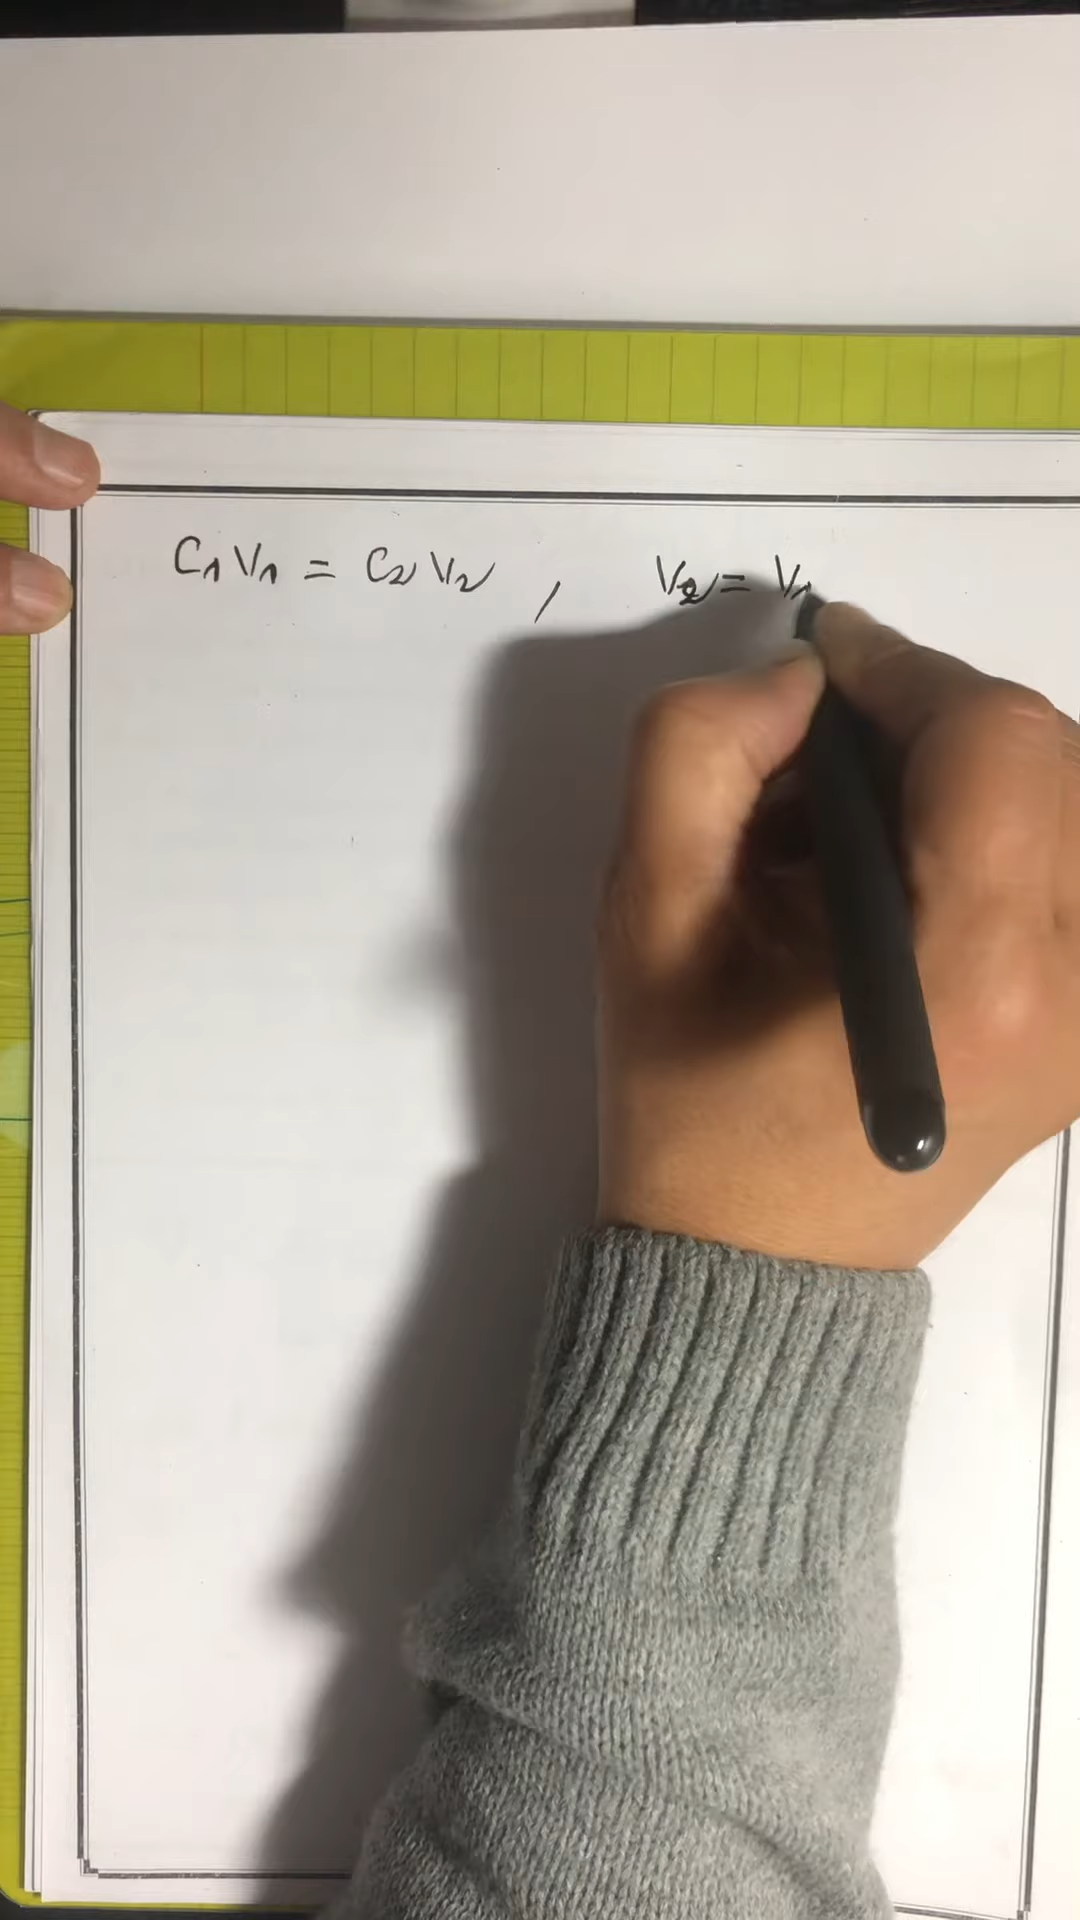 C₁V₁ = C₂V₂ , V₂ = V₁